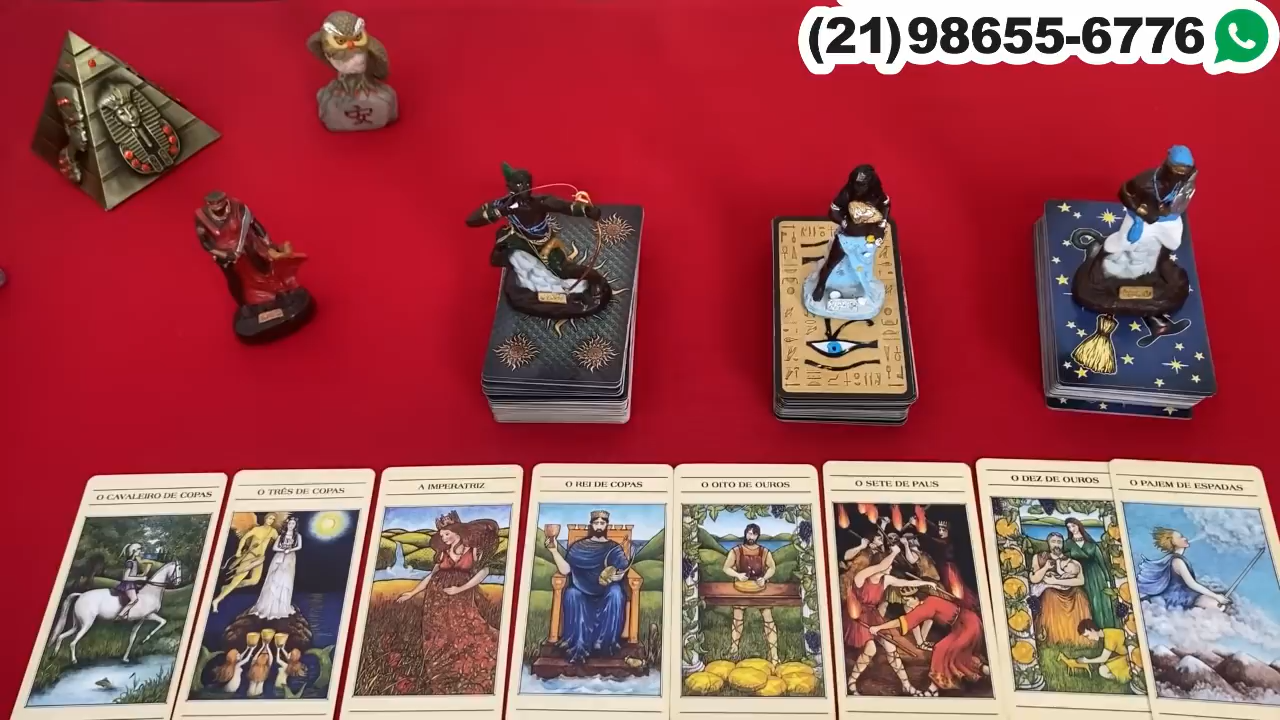 (21)98655-6776
O CAVALEIRO DE COPAS
O TRÊS DE COPAS
A IMPERATRIZ
O REI DE COPAS
O OITO DE OUROS
O SETE DE PAUS
O DEZ DE OUROS
O PAJEM DE ESPADAS